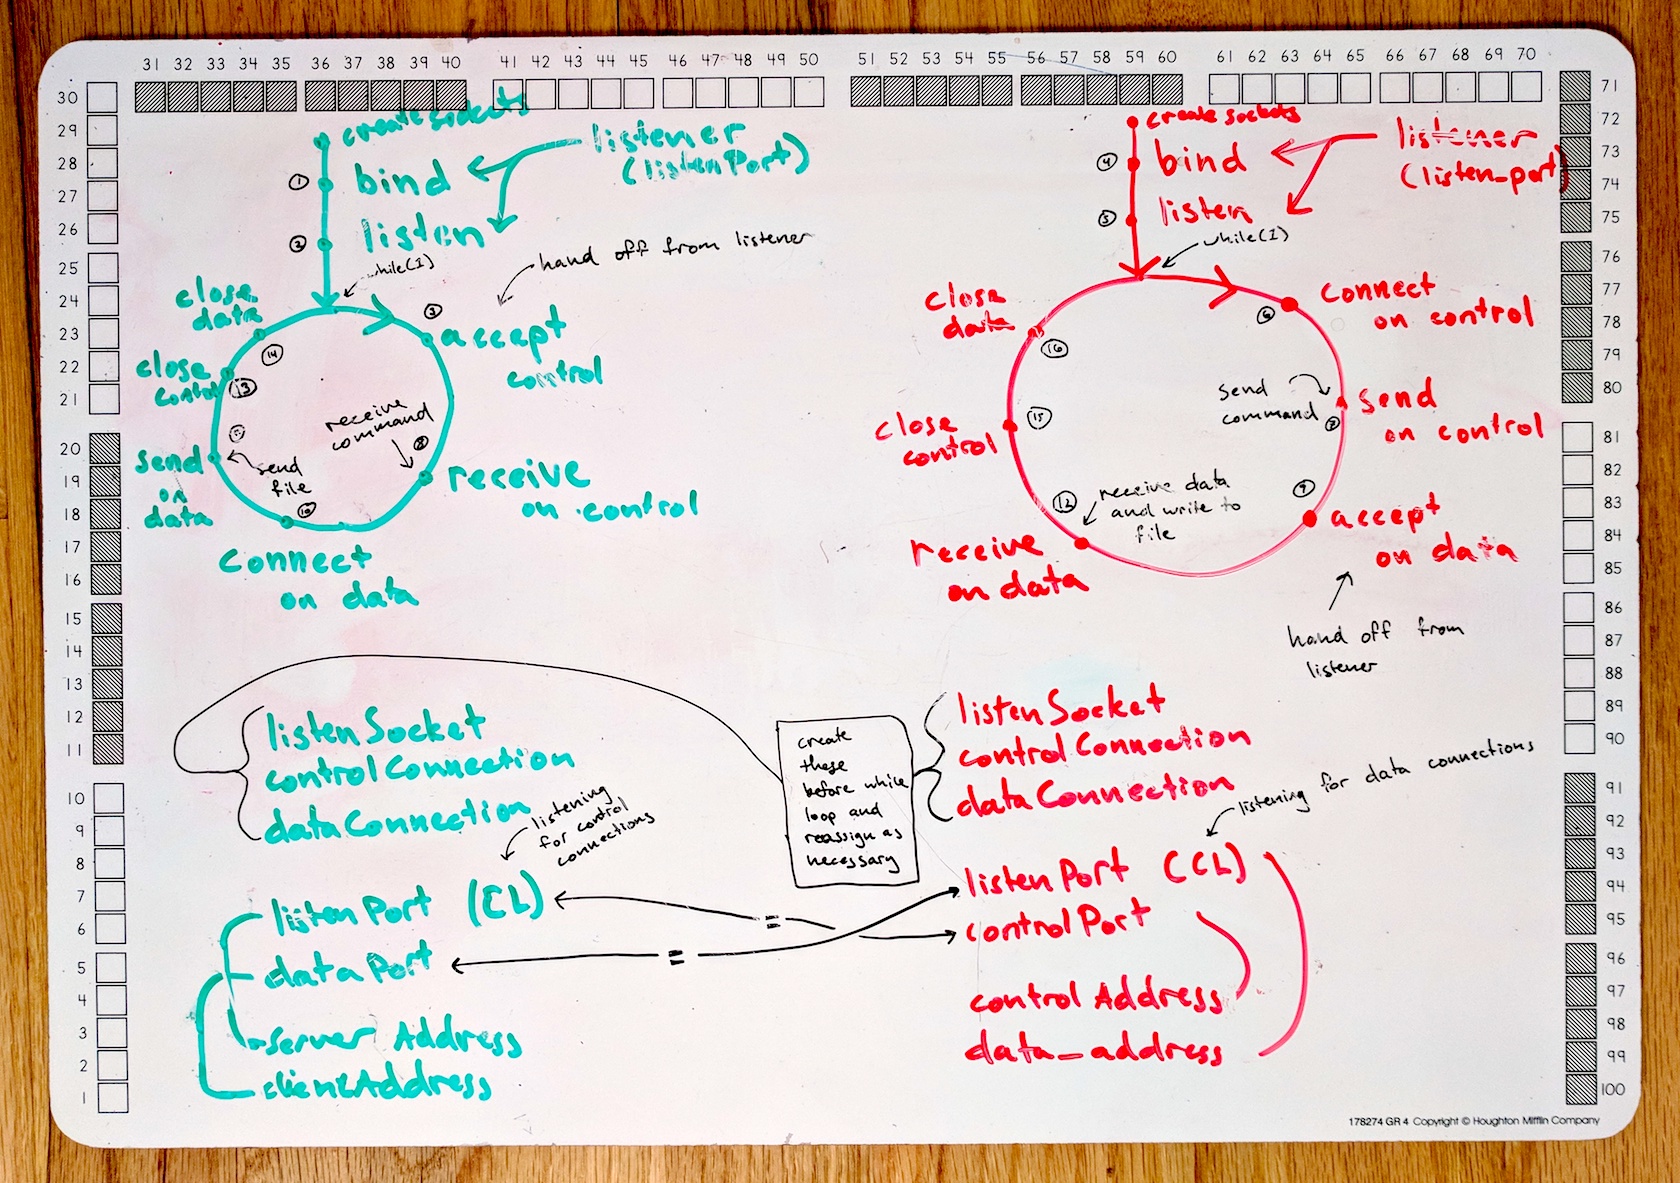 31 32 33 34 35 36 37 38 39 40 41 42 43 44 45 46 47 48 49 50 51 52 53 54 55 56 57 58 59 60 61 62 63 64 65 66 67 68 69 70
30
29
28
27
26
25
24
23
22
21
20
19
18
17
16
15
14
13
12
11
10
9
8
7
6
5
4
3
2
1
create sockets
listener
(listenPort)
1
bind
2
listen
while(1)
hand off from listener
3
accept
control
receive
command
8
receive
on control
10
connect
on data
send
file
send
on
data
13
close
control
14
close
data
create sockets
listener
(listen_port)
4
bind
5
listen
while(1)
6
connect
on control
send
command
send
on control
9
accept
on data
hand off from
listener
12
receive data
and write to
file
receive
on data
15
close
control
16
close
data
listenSocket
controlConnection
dataConnection
listening
for control
connections
create
these
before while
loop and
reassign as
necessary
listenSocket
controlConnection
dataConnection
listening for data connections
listenPort (CL)
dataPort
server Address
clientAddress
=
=
listenPort (CCL)
controlPort
control Address
data_address
71
72
73
74
75
76
77
78
79
80
81
82
83
84
85
86
87
88
89
90
91
92
93
94
95
96
97
98
99
100
178274 GR 4 Copyright © Houghton Mifflin Company